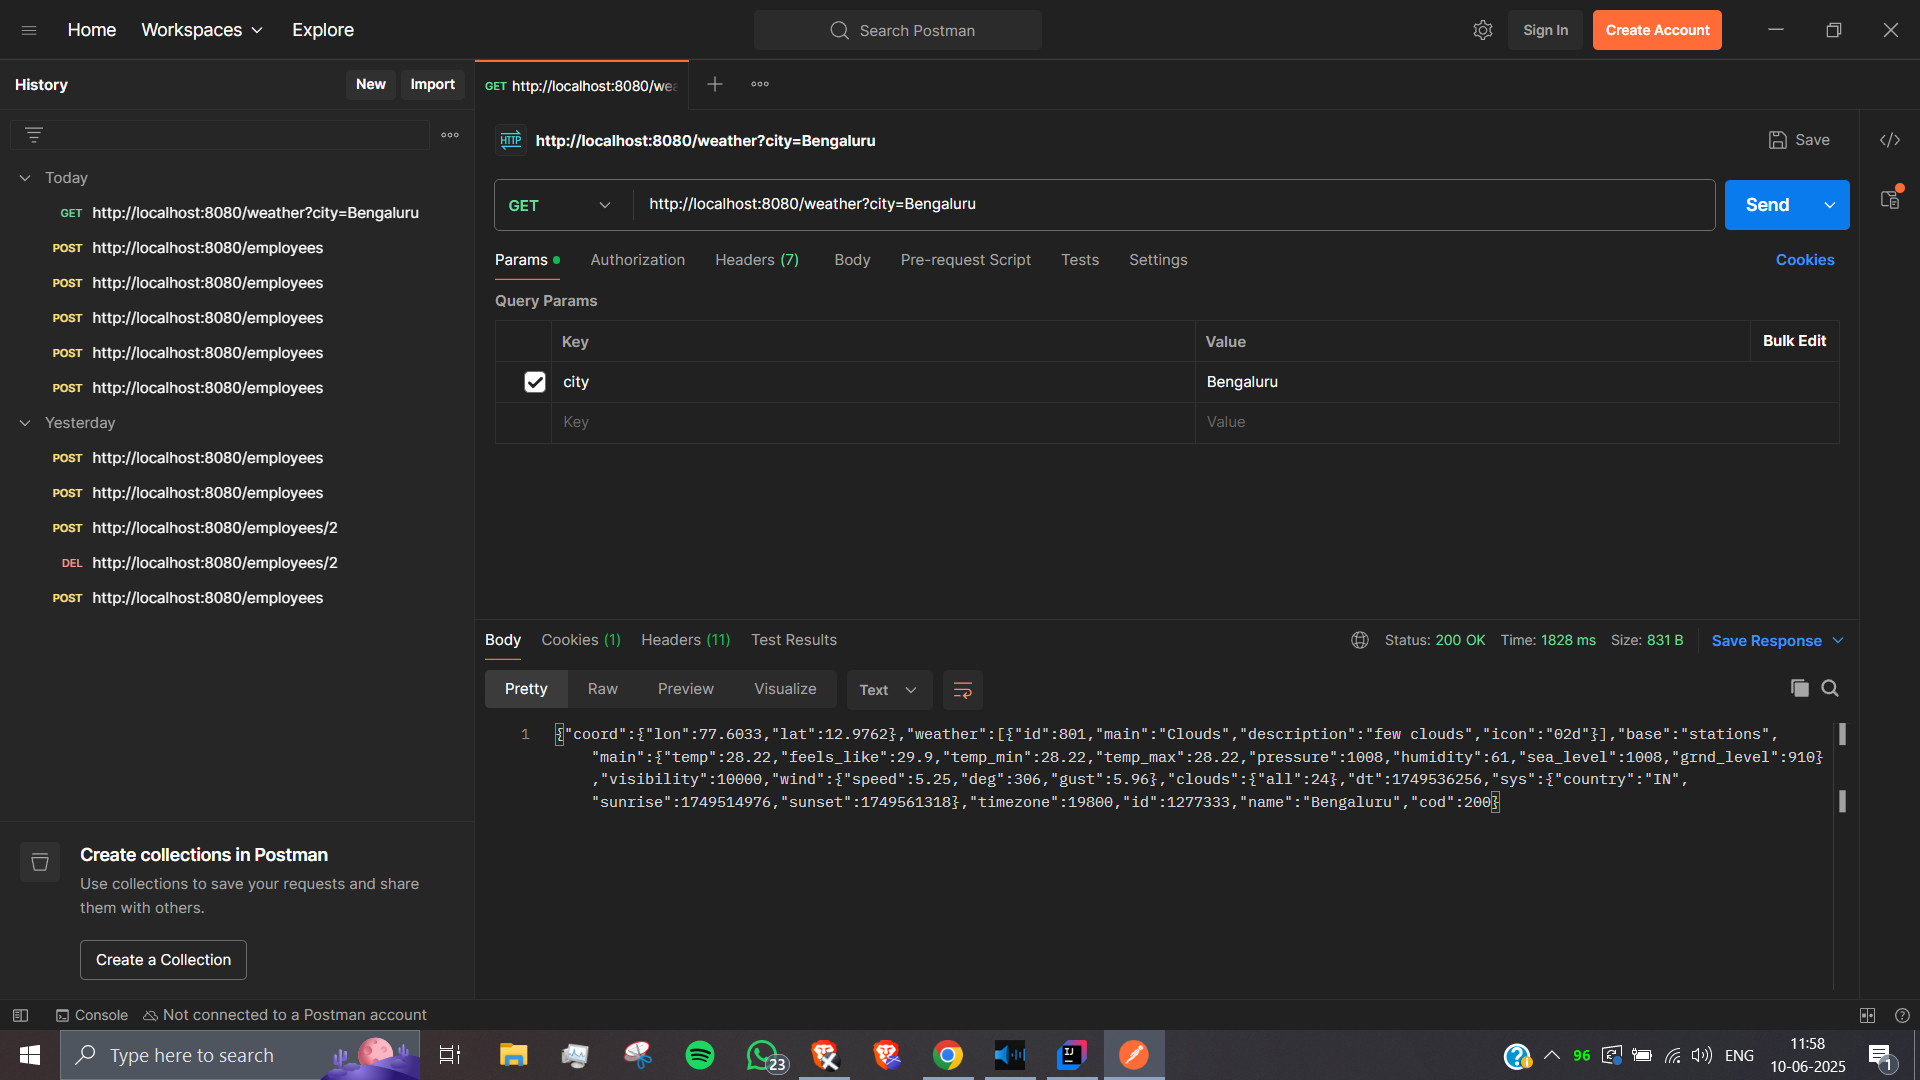 Home
Workspaces
Explore
Search Postman
Sign In
Create Account
History
New
Import
GET http://localhost:8080/wea
HTTP
http://localhost:8080/weather?city=Bengaluru
Save
Today
GET http://localhost:8080/weather?city=Bengaluru
POST http://localhost:8080/employees
POST http://localhost:8080/employees
POST http://localhost:8080/employees
POST http://localhost:8080/employees
POST http://localhost:8080/employees
Yesterday
POST http://localhost:8080/employees
POST http://localhost:8080/employees
POST http://localhost:8080/employees/2
DEL http://localhost:8080/employees/2
POST http://localhost:8080/employees
GET
http://localhost:8080/weather?city=Bengaluru
Send
Params
Authorization
Headers (7)
Body
Pre-request Script
Tests
Settings
Cookies
Query Params
Key
Value
Bulk Edit
city
Bengaluru
Key
Value
Body
Cookies (1)
Headers (11)
Test Results
Status: 200 OK
Time: 1828 ms
Size: 831 B
Save Response
Pretty
Raw
Preview
Visualize
Text
1
{"coord":{"lon":77.6033,"lat":12.9762},"weather":[{"id":801,"main":"Clouds","description":"few clouds","icon":"02d"}],"base":"stations",
"main":{"temp":28.22,"feels_like":29.9,"temp_min":28.22,"temp_max":28.22,"pressure":1008,"humidity":61,"sea_level":1008,"grnd_level":910}
,"visibility":10000,"wind":{"speed":5.25,"deg":306,"gust":5.96},"clouds":{"all":24},"dt":1749536256,"sys":{"country":"IN",
"sunrise":1749514976,"sunset":1749561318},"timezone":19800,"id":1277333,"name":"Bengaluru","cod":200}
Create collections in Postman
Use collections to save your requests and share
them with others.
Create a Collection
Console
Not connected to a Postman account
Type here to search
23
IJ
96
ENG
11:58
10-06-2025
1